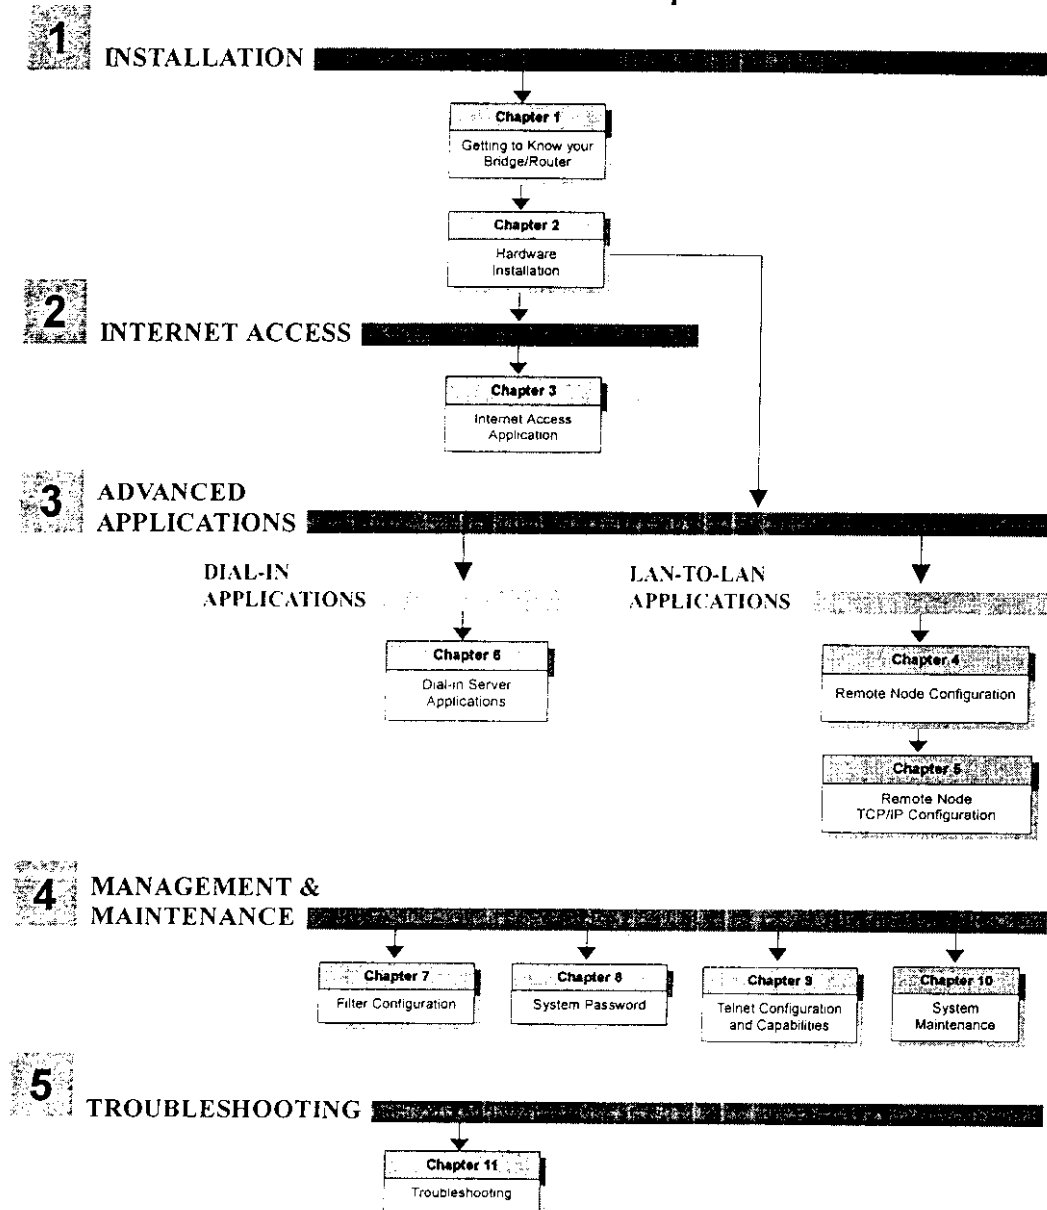 1
INSTALLATION
Chapter 1
Getting to Know your
Bridge/Router
Chapter 2
Hardware
Installation
2
INTERNET ACCESS
Chapter 3
Internet Access
Application
3
ADVANCED
APPLICATIONS
DIAL-IN
APPLICATIONS
Chapter 6
Dial-in Server
Applications
LAN-TO-LAN
APPLICATIONS
Chapter 4
Remote Node Configuration
Chapter 5
Remote Node
TCP/IP Configuration
4
MANAGEMENT &
MAINTENANCE
Chapter 7
Filter Configuration
Chapter 8
System Password
Chapter 9
Telnet Configuration
and Capabilities
Chapter 10
System
Maintenance
5
TROUBLESHOOTING
Chapter 11
Troubleshooting